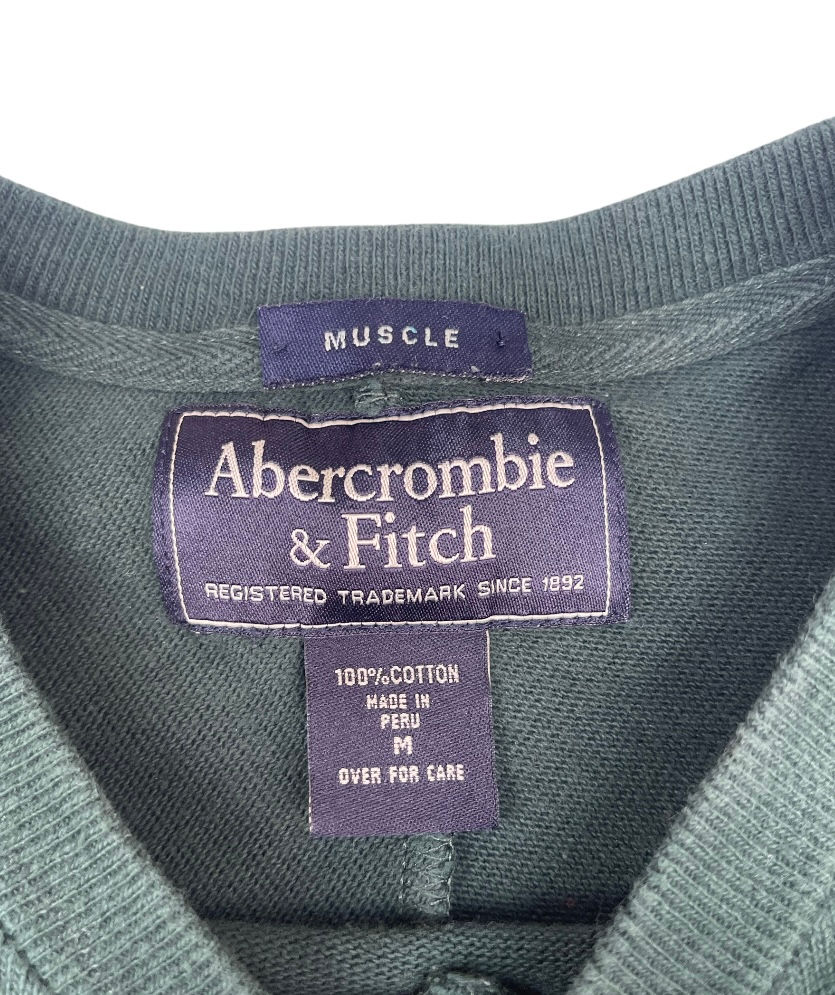 MUSCLE
Abercrombie
& Fitch
REGISTERED TRADEMARK SINCE 1892
100% COTTON
MADE IN
PERU
M
OVER FOR CARE